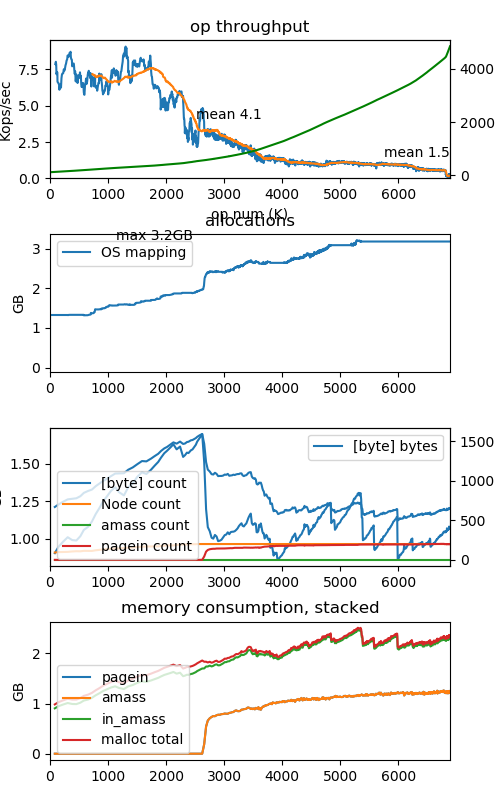 op throughput
7.5
5.0
2.5
0.0
Kops/sec
4000
2000
0
mean 4.1
mean 1.5
0 1000 2000 3000 4000 5000 6000
op num (K)
allocations
max 3.2GB
OS mapping
3
2
1
0
GB
0 1000 2000 3000 4000 5000 6000
1.50
1.25
1.00
1500
1000
500
0
[byte] bytes
[byte] count
Node count
amass count
pagein count
0 1000 2000 3000 4000 5000 6000
memory consumption, stacked
2
1
0
GB
pagein
amass
in_amass
malloc total
0 1000 2000 3000 4000 5000 6000